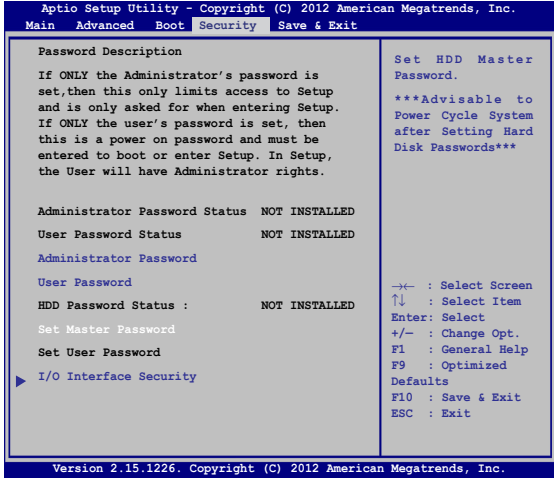 Aptio Setup Utility - Copyright (C) 2012 American Megatrends, Inc.
Main Advanced Boot Security Save & Exit
Password Description
If ONLY the Administrator's password is
set,then this only limits access to Setup
and is only asked for when entering Setup.
If ONLY the user's password is set, then
this is a power on password and must be
entered to boot or enter Setup. In Setup,
the User will have Administrator rights.
Administrator Password Status NOT INSTALLED
User Password Status NOT INSTALLED
Administrator Password
User Password
HDD Password Status : NOT INSTALLED
Set Master Password
Set User Password
I/O Interface Security
Set HDD Master
Password.
***Advisable to
Power Cycle System
after Setting Hard
Disk Passwords***
→← : Select Screen
↑↓ : Select Item
Enter: Select
+/— : Change Opt.
F1 : General Help
F9 : Optimized
Defaults
F10 : Save & Exit
ESC : Exit
Version 2.15.1226. Copyright (C) 2012 American Megatrends, Inc.